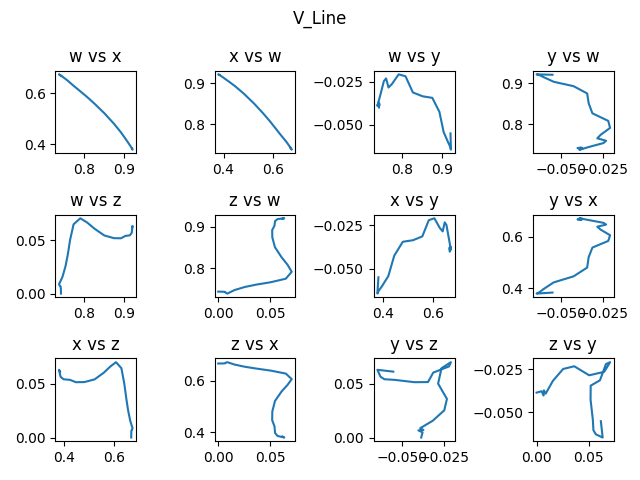 V_Line
w vs x
x vs w
w vs y
y vs w
0.6
0.4
0.8 0.9
0.9
0.8
0.4 0.6
−0.025
−0.050
0.8 0.9
0.9
0.8
−0.050 −0.025
w vs z
z vs w
x vs y
y vs x
0.05
0.00
0.8 0.9
0.9
0.8
0.00 0.05
−0.025
−0.050
0.4 0.6
0.6
0.4
−0.050 −0.025
x vs z
z vs x
y vs z
z vs y
0.05
0.00
0.4 0.6
0.6
0.4
0.00 0.05
0.05
0.00
−0.050 −0.025
−0.025
−0.050
0.00 0.05